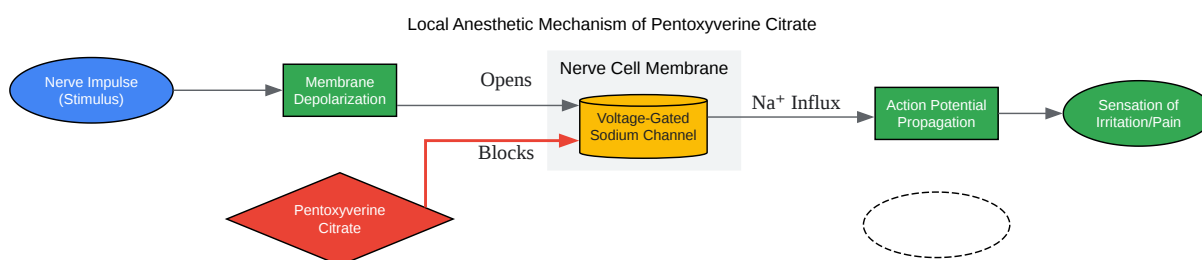 Local Anesthetic Mechanism of Pentoxyverine Citrate
Nerve Impulse
(Stimulus)
Membrane
Depolarization
Opens
Blocks
Nerve Cell Membrane
Voltage-Gated
Sodium Channel
Na⁺ Influx
Action Potential
Propagation
Sensation of
Irritation/Pain
Pentoxyverine
Citrate